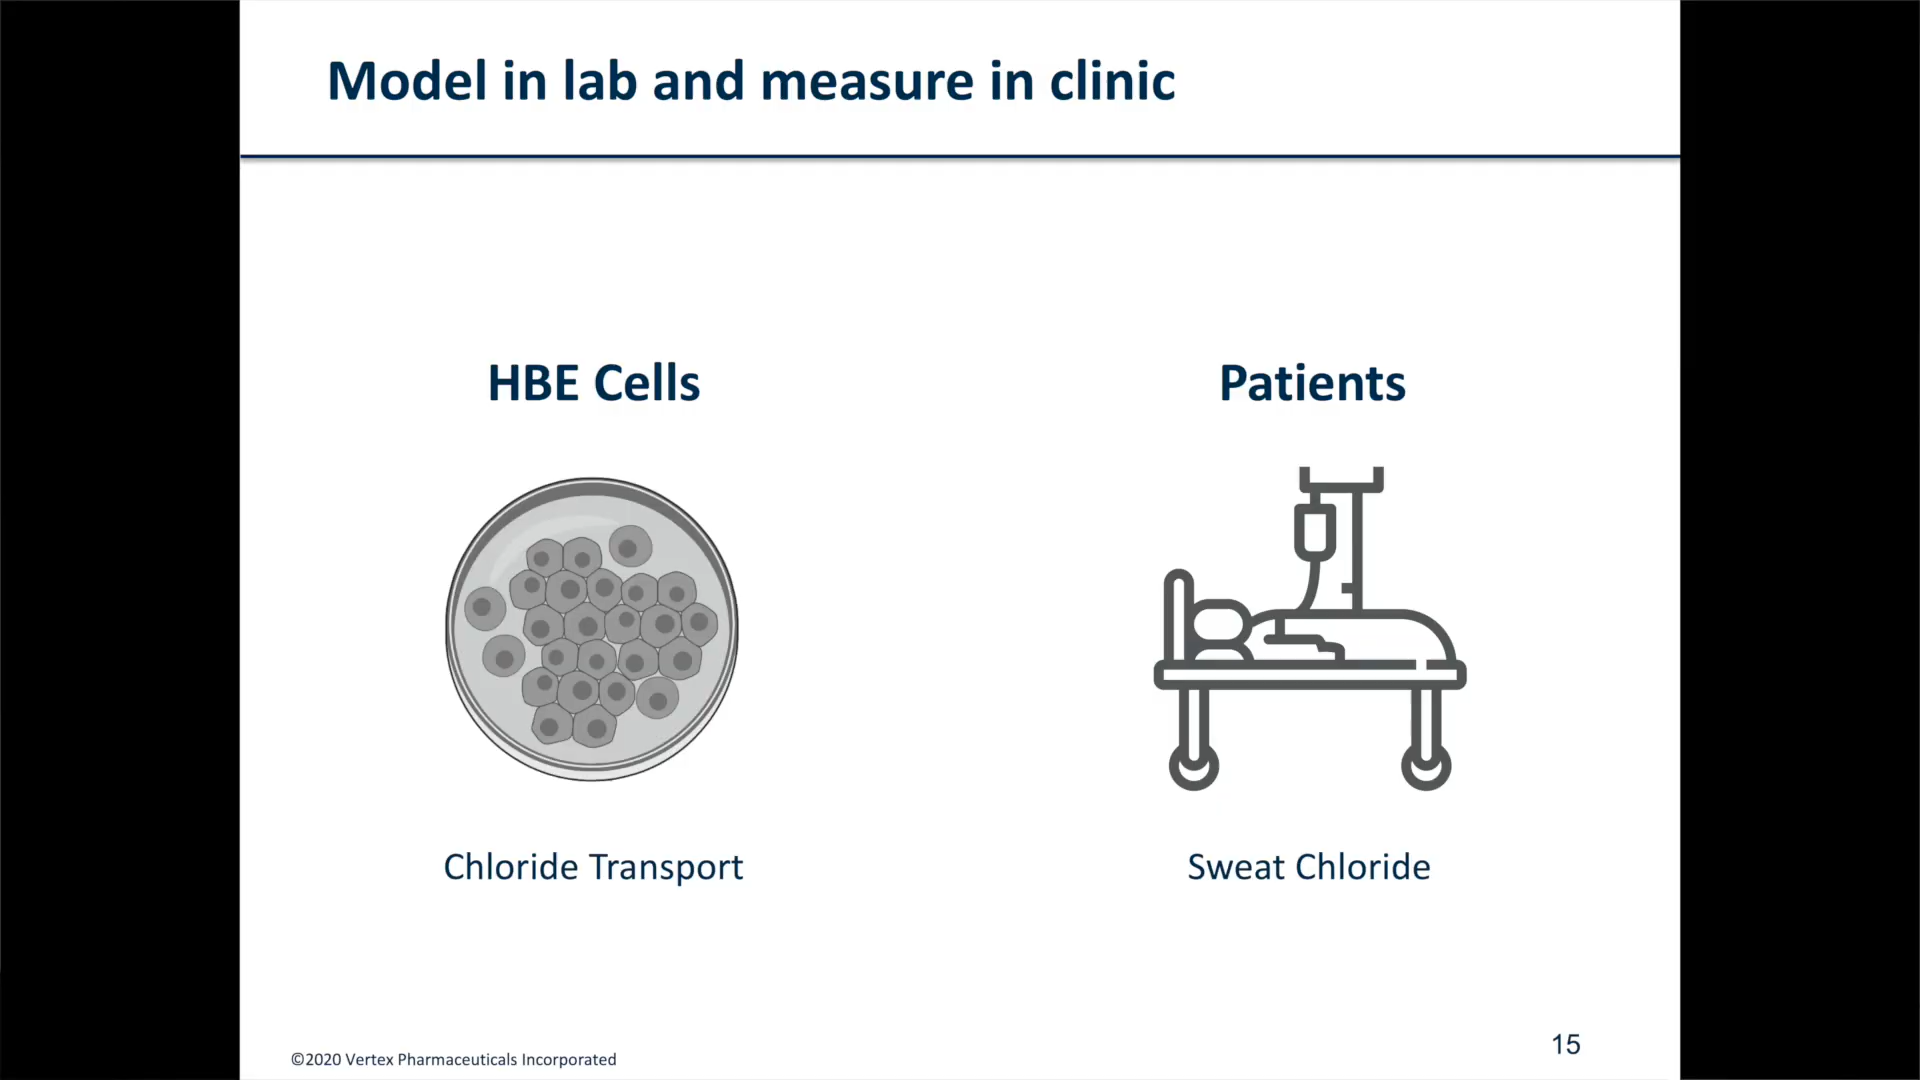 Model in lab and measure in clinic
HBE Cells
Patients
Chloride Transport
Sweat Chloride
©2020 Vertex Pharmaceuticals Incorporated
15